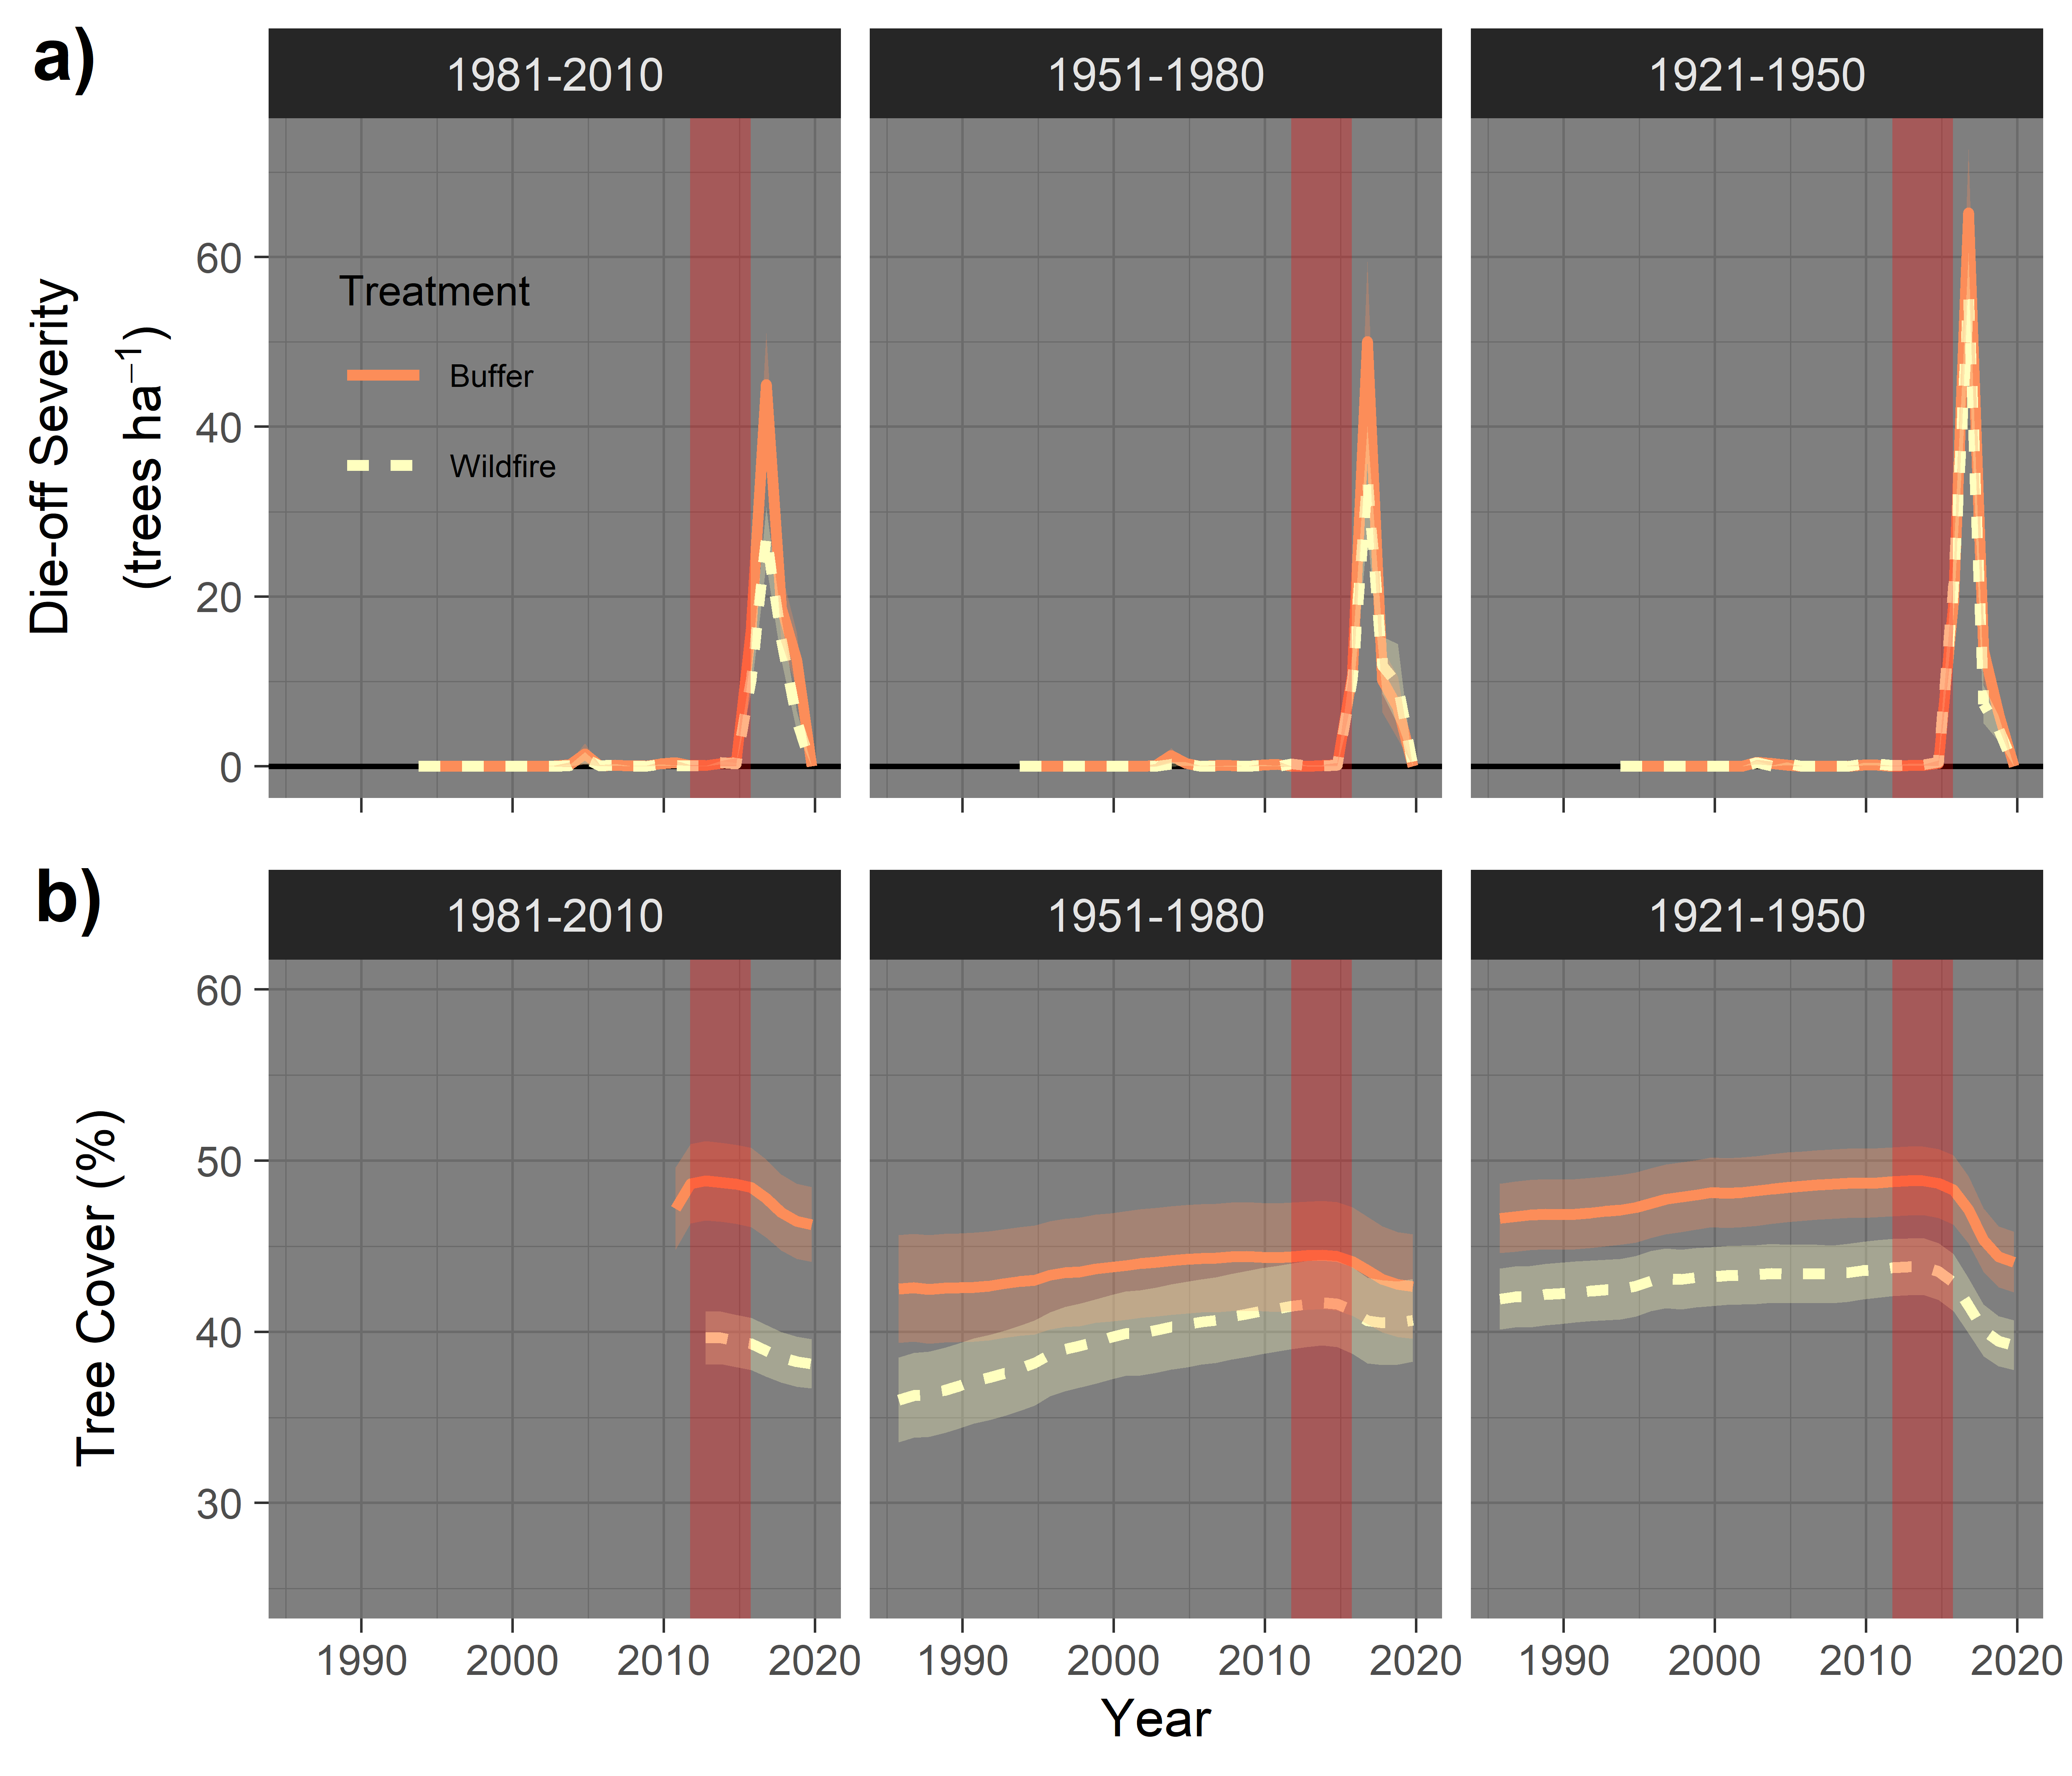 a)
1981-2010 1951-1980 1921-1950
Die-off Severity
(trees ha⁻¹)
60
40
20
0
Treatment
Buffer
Wildfire
b)
1981-2010 1951-1980 1921-1950
Tree Cover (%)
60
50
40
30
1990 2000 2010 2020 1990 2000 2010 2020 1990 2000 2010 2020
Year